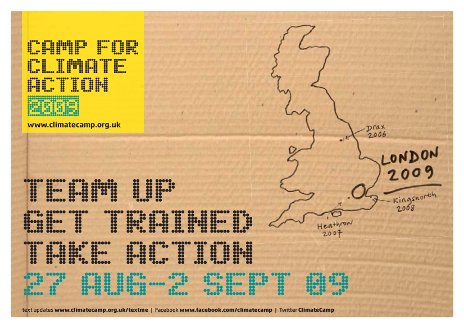 CAMP FOR
CLIMATE
ACTION
2009
www.climatecamp.org.uk
Drax
2006
LONDON
2009
Kingsnorth
2008
Heathrow
2007
TEAM UP
GET TRAINED
TAKE ACTION
27 AUG-2 SEPT 09
text updates www.climatecamp.org.uk/textme | Facebook www.facebook.com/climatecamp | Twitter ClimateCamp